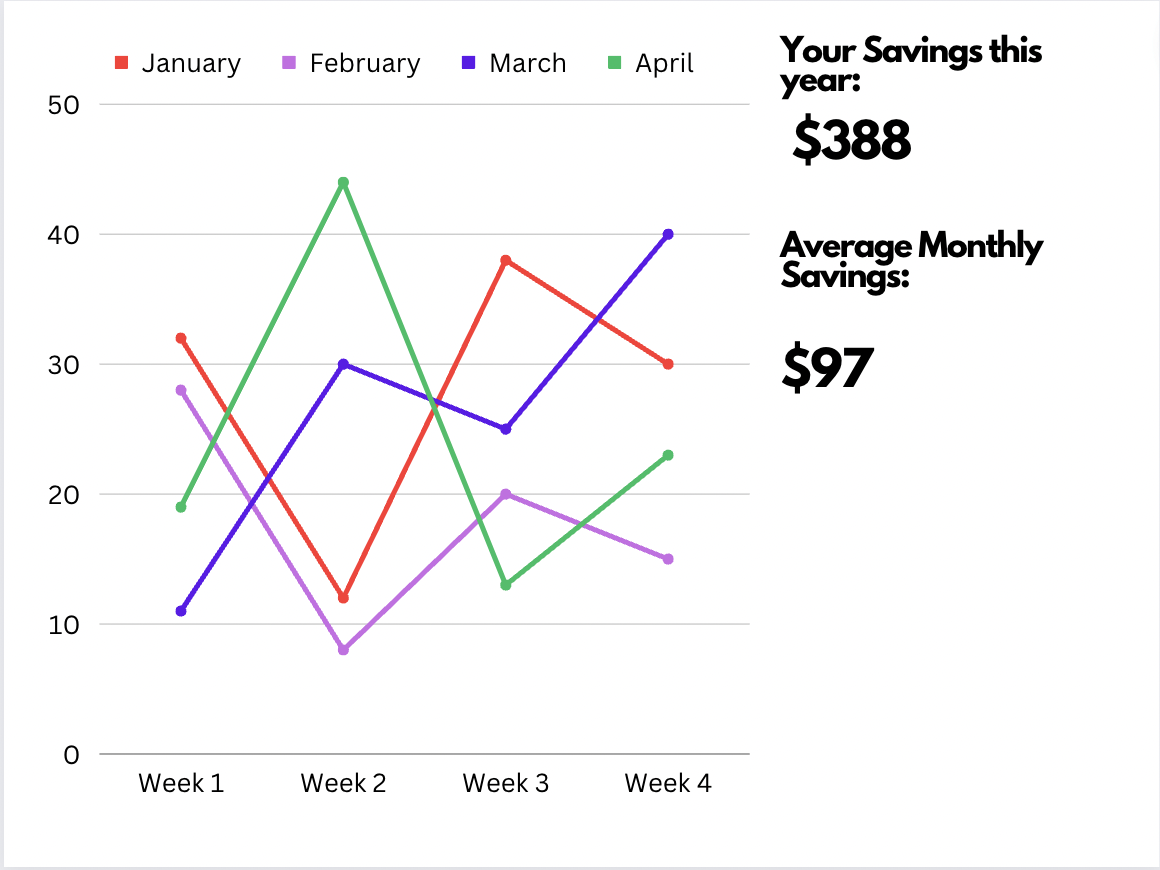 January February March April
Your Savings this
year:
$388
Average Monthly
Savings:
$97
50
40
30
20
10
0
Week 1 Week 2 Week 3 Week 4